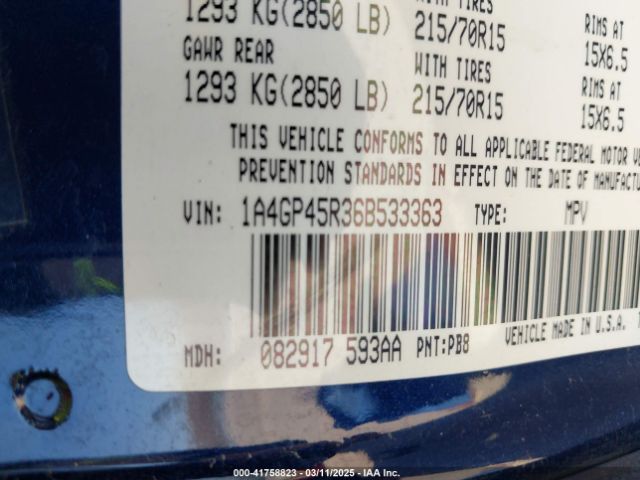 1293 KG(2850 LB) 215/70R15 15X6.5
WITH TIRES RIMS AT
GAWR REAR WITH TIRES RIMS AT
1293 KG(2850 LB) 215/70R15 15X6.5
THIS VEHICLE CONFORMS TO ALL APPLICABLE FEDERAL MOTOR
PREVENTION STANDARDS IN EFFECT ON THE DATE OF
VIN: 1A4GP45R36B533363 TYPE: MPV
VEHICLE MADE IN U.S.A.
MDH: 082917 593AA PNT:PB8
000-41758823 — 03/11/2025 — IAA Inc.